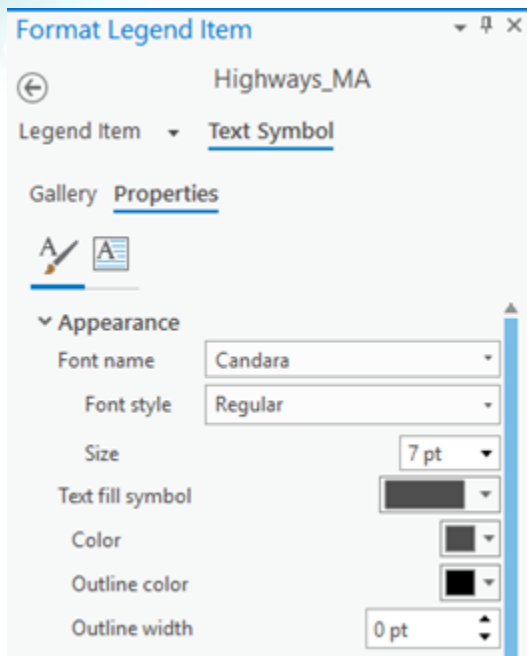 Format Legend Item
Highways_MA
Legend Item Text Symbol
Gallery Properties
A A
Appearance
Font name Candara
Font style Regular
Size 7 pt
Text fill symbol
Color
Outline color
Outline width 0 pt